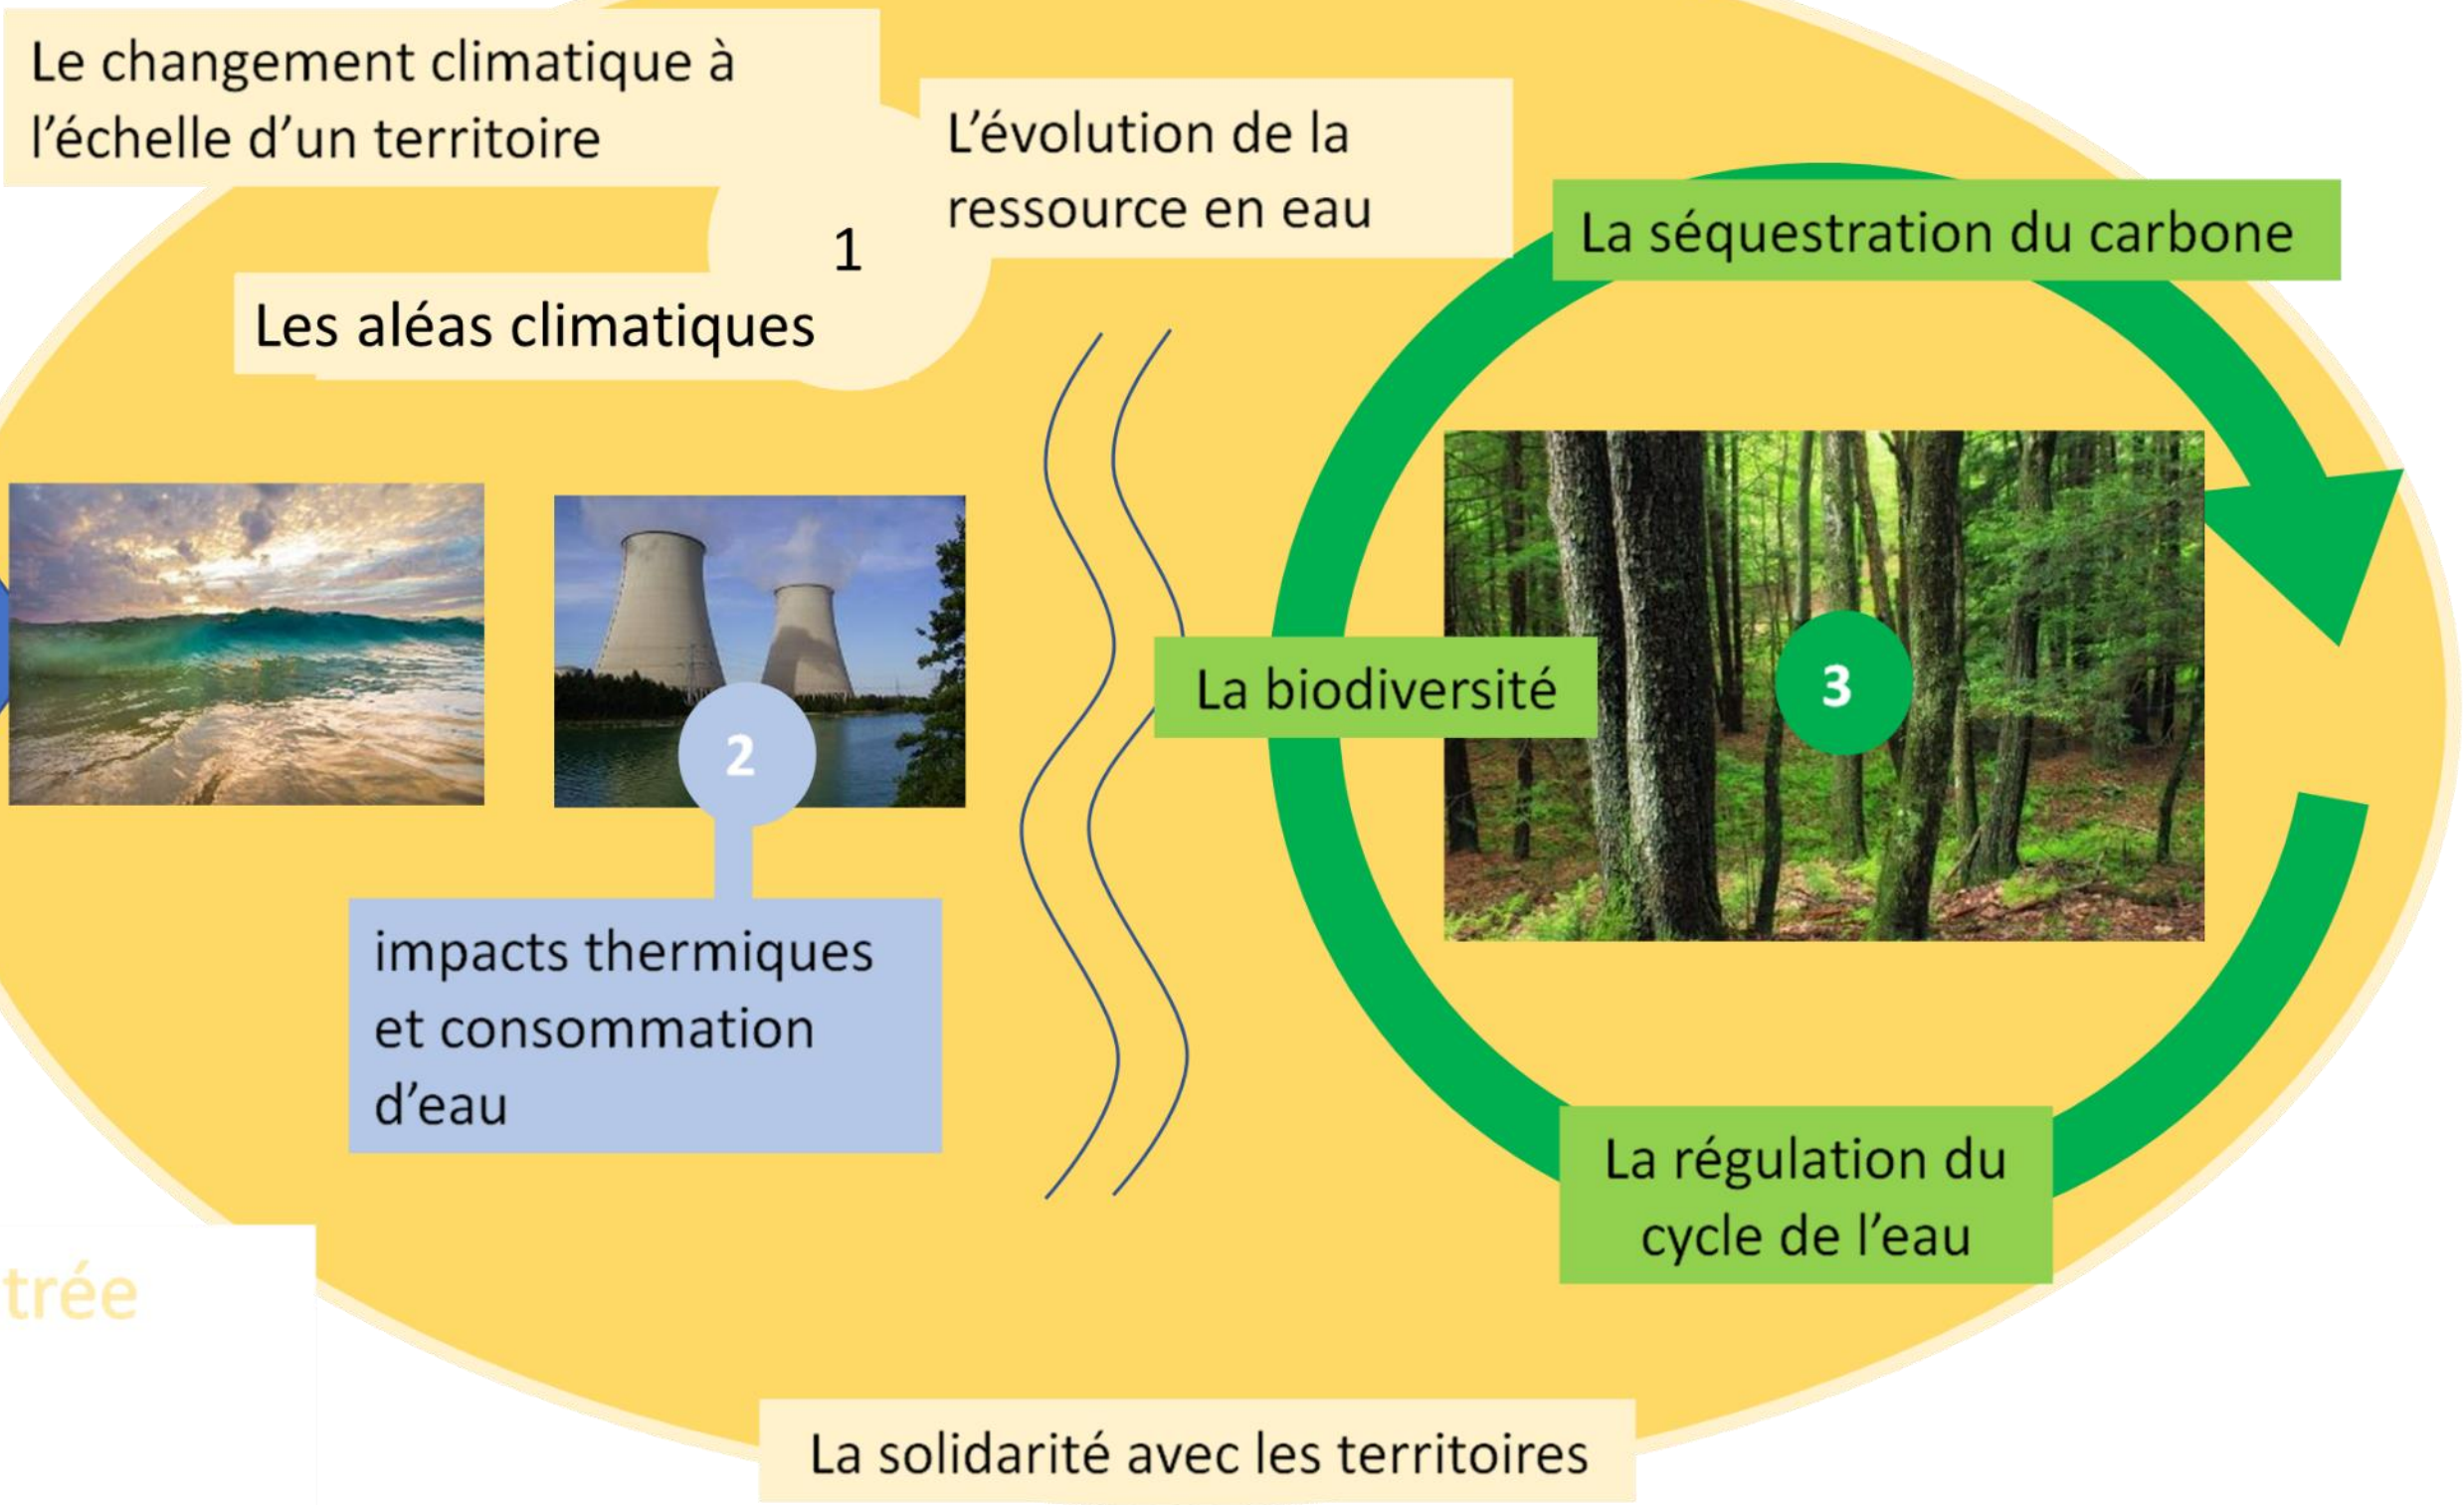 Le changement climatique à
l’échelle d’un territoire
L’évolution de la
ressource en eau
1
Les aléas climatiques
La séquestration du carbone
La biodiversité
3
2
impacts thermiques
et consommation
d’eau
La régulation du
cycle de l’eau
trée
La solidarité avec les territoires